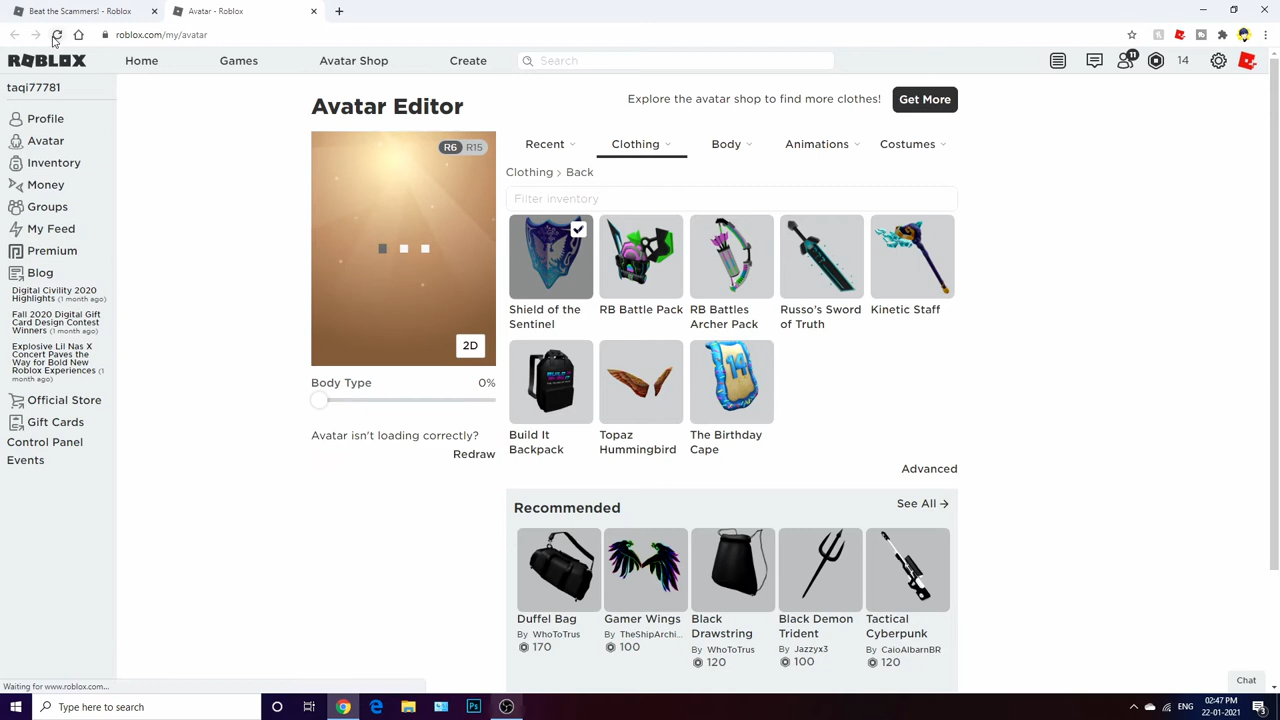 Beat the Scammers! - Roblox
Avatar - Roblox
roblox.com/my/avatar
ROBLOX
Home
Games
Avatar Shop
Create
Search
11
14
taqi77781
Profile
Avatar
Inventory
Money
Groups
My Feed
Premium
Blog
Digital Civility 2020
Highlights (1 month ago)
Fall 2020 Digital Gift
Card Design Contest
Winners (1 month ago)
Explosive Lil Nas X
Concert Paves the
Way for Bold New
Roblox Experiences (1
month ago)
Official Store
Gift Cards
Control Panel
Events
Avatar Editor
Explore the avatar shop to find more clothes!
Get More
R6 R15
2D
Body Type 0%
Avatar isn't loading correctly?
Redraw
Recent
Clothing
Body
Animations
Costumes
Clothing > Back
Filter inventory
Shield of the
Sentinel
RB Battle Pack
RB Battles
Archer Pack
Russo's Sword
of Truth
Kinetic Staff
Build It
Backpack
Topaz
Hummingbird
The Birthday
Cape
Advanced
Recommended
See All →
Duffel Bag
By WhoToTrus
170
Gamer Wings
By TheShipArchi...
100
Black
Drawstring
By WhoToTrus
120
Black Demon
Trident
By Jazzyx3
100
Tactical
Cyberpunk
By CaioAlbarnBR
120
Chat
Waiting for www.roblox.com...
Type here to search
Ps
ENG
02:47 PM
22-01-2021
3